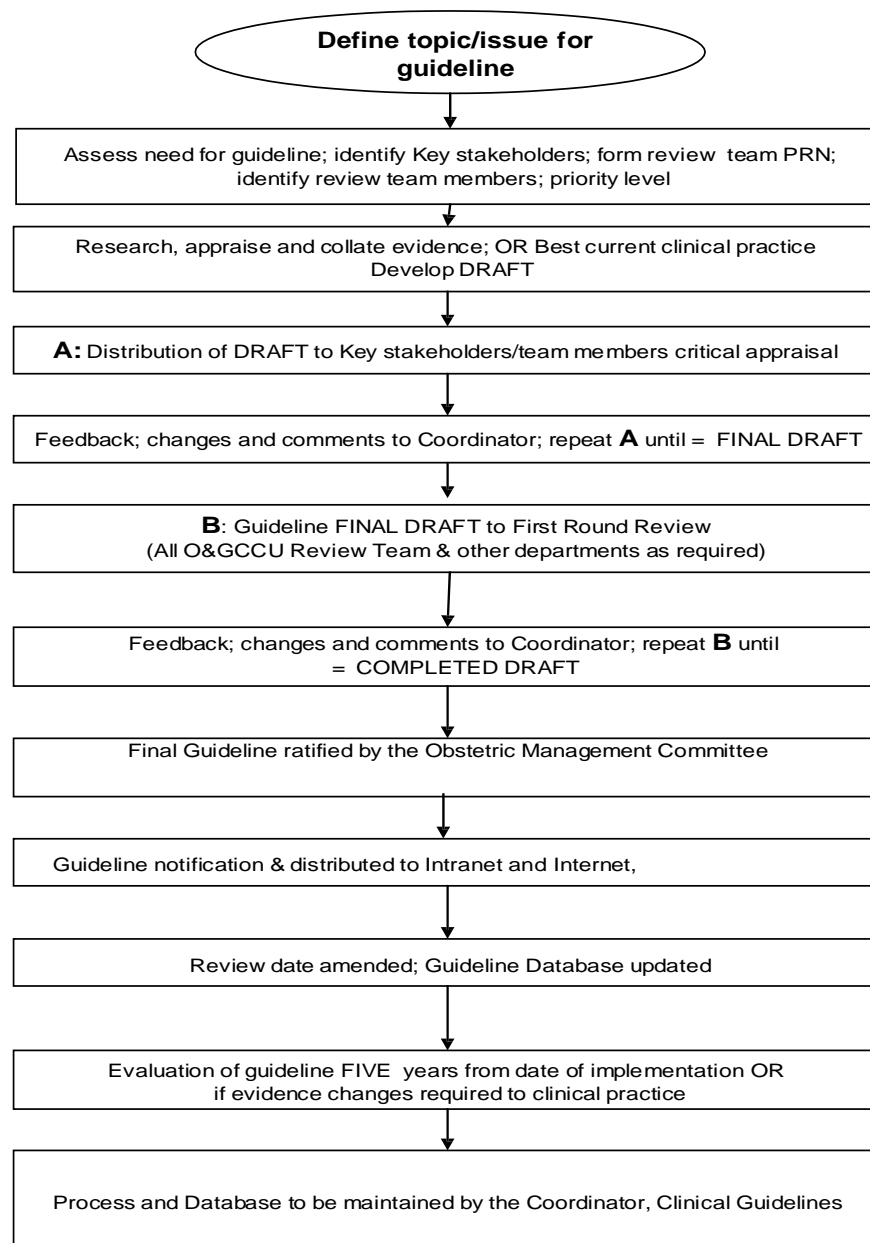 Define topic/issue for
guideline
Assess need for guideline; identify Key stakeholders; form review team PRN;
identify review team members; priority level
Research, appraise and collate evidence; OR Best current clinical practice
Develop DRAFT
A: Distribution of DRAFT to Key stakeholders/team members critical appraisal
Feedback; changes and comments to Coordinator; repeat A until = FINAL DRAFT
B: Guideline FINAL DRAFT to First Round Review
(All O&GCCU Review Team & other departments as required)
Feedback; changes and comments to Coordinator; repeat B until
= COMPLETED DRAFT
Final Guideline ratified by the Obstetric Management Committee
Guideline notification & distributed to Intranet and Internet,
Review date amended; Guideline Database updated
Evaluation of guideline FIVE years from date of implementation OR
if evidence changes required to clinical practice
Process and Database to be maintained by the Coordinator, Clinical Guidelines